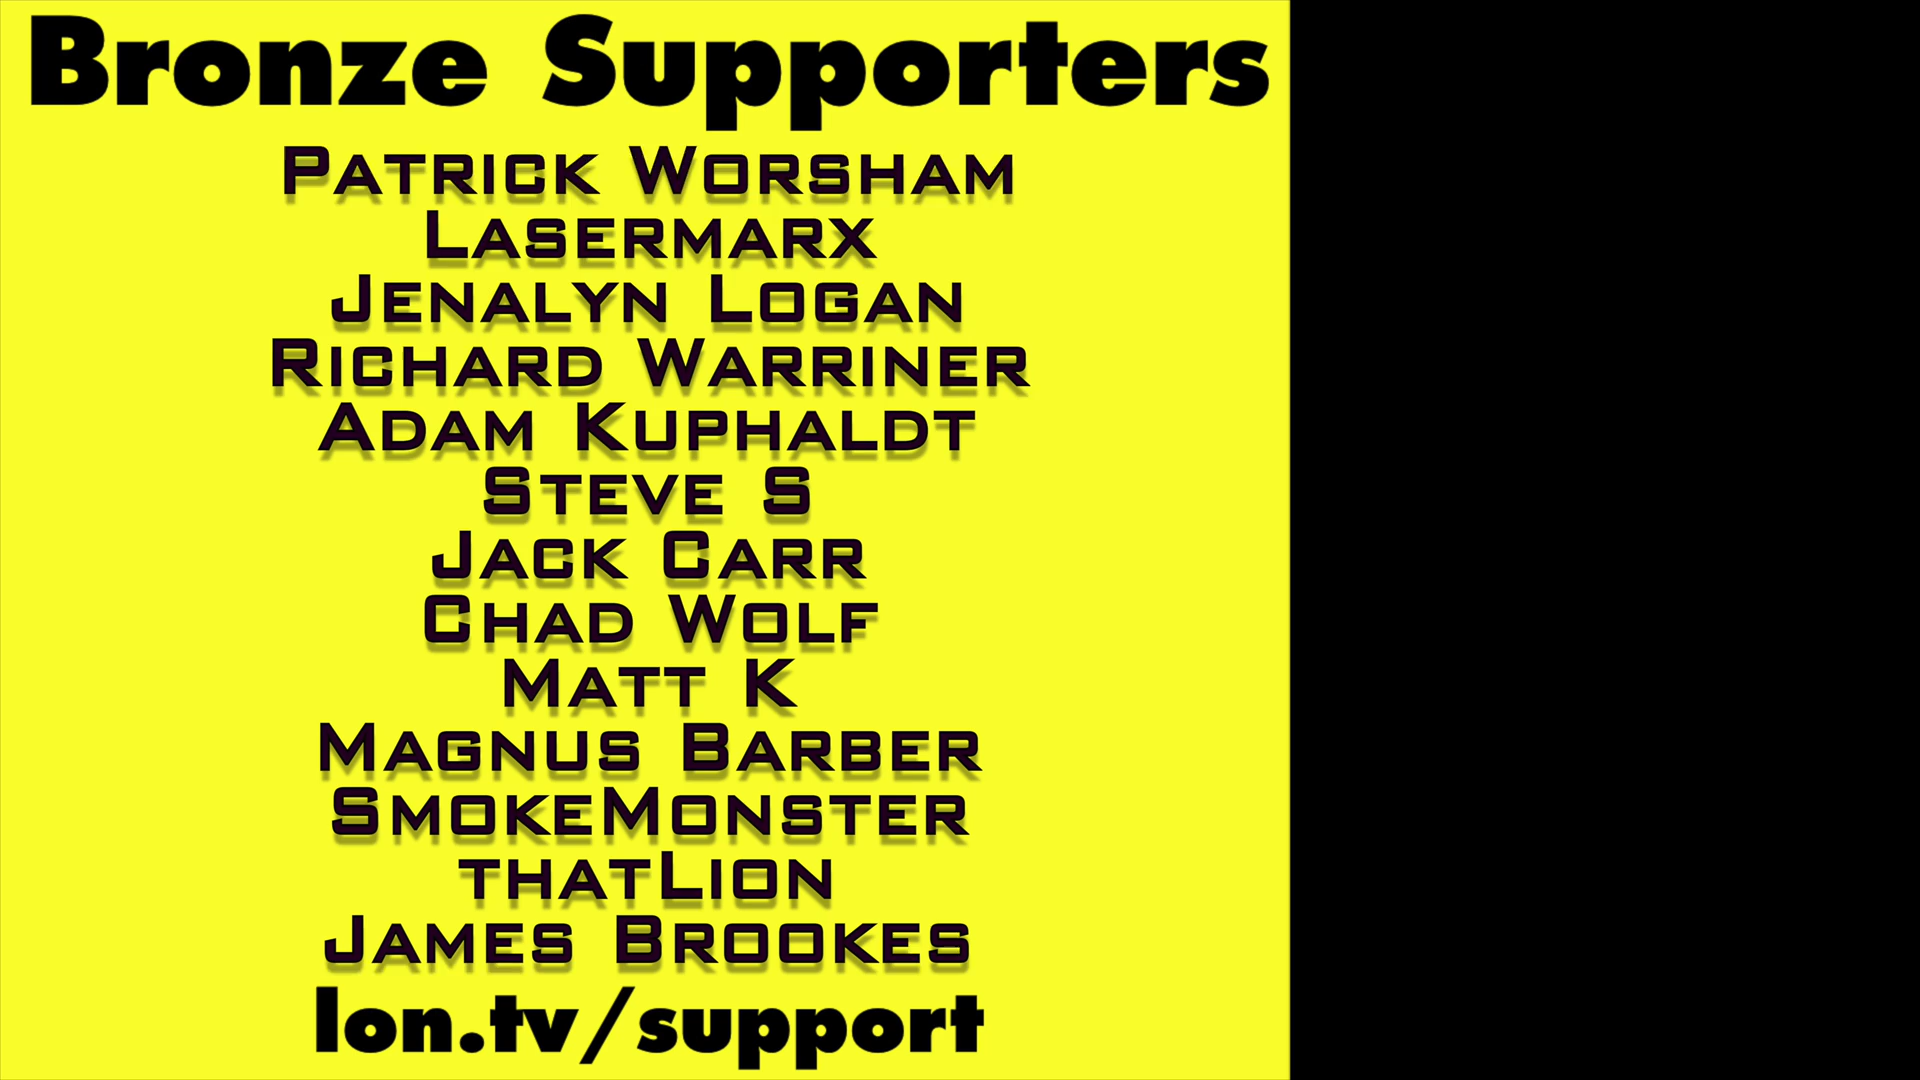 Bronze Supporters
Patrick Worsham
Lasermarx
Jenalyn Logan
Richard Warriner
Adam Kuphaldt
Steve S
Jack Carr
Chad Wolf
Matt K
Magnus Barber
SmokeMonster
thatLion
James Brookes
lon.tv/support